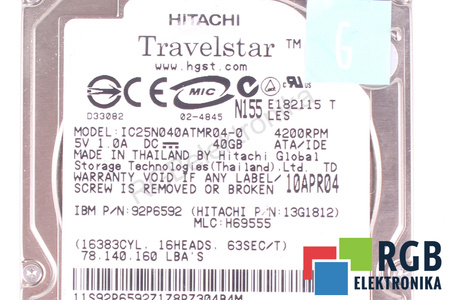 HITACHI
Travelstar ™
www.hgst.com
G
CE MIC
D33082 02-4845 N155 E182115 T
LES
MODEL: IC25N040ATMR04-0 4200RPM
5V 1.0A 40GB ATA/IDE
MADE IN THAILAND BY Hitachi Global
Storage Technologies(Thailand).Ltd. TD
WARRANTY VOID IF ANY LABEL/ 10APR04
SCREW IS REMOVED OR BROKEN
IBM P/N: 92P6592 (HITACHI P/N: 13G1812)
MLC: H69555
(16383CYL. 16HEADS. 63SEC/T)
78.140.160 LBA'S
11S92P6592Z1Z8PZ304B4M
RGB
ELEKTRONIKA